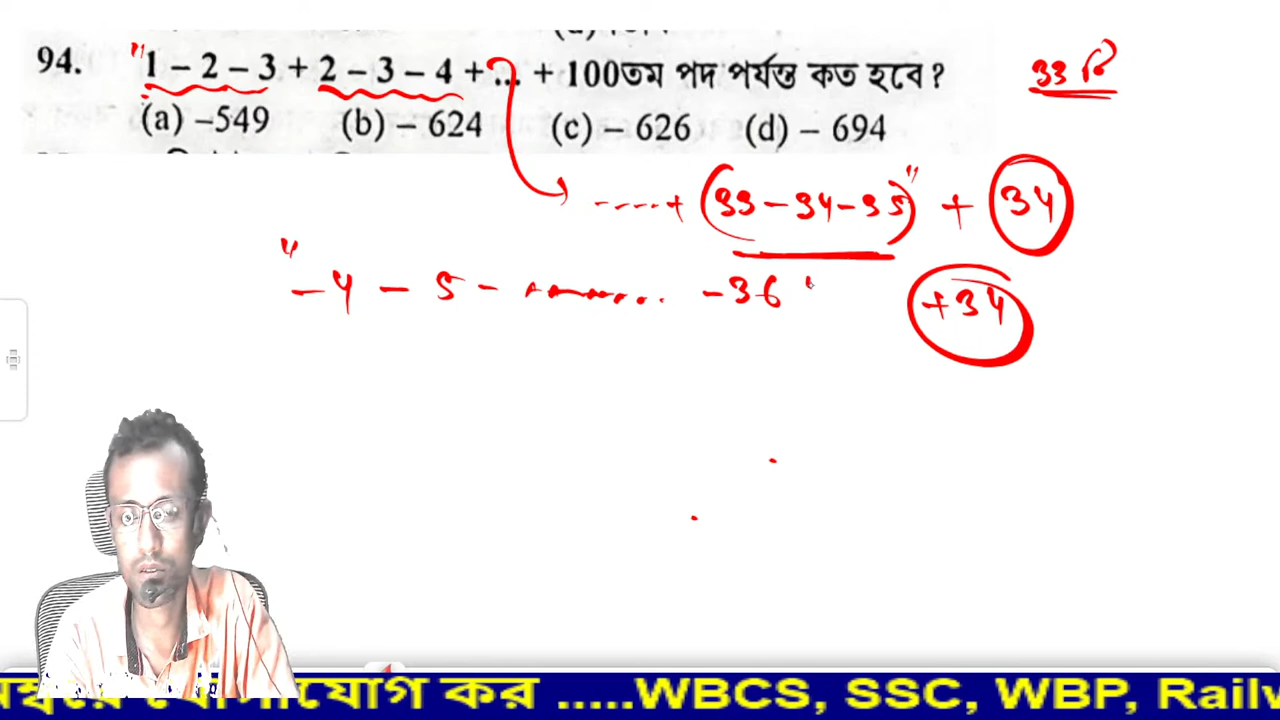 94. 1 – 2 – 3 + 2 – 3 – 4 + ... + 100তম পদ পর্যন্ত কত হবে ?
33 টি
(a) –549 (b) – 624 (c) – 626 (d) – 694
.....+ (33 – 34 – 35) + 34
– 4 – 5 – ......... – 36 +34
যোগাযোগ কর .....WBCS, SSC, WBP, Railw